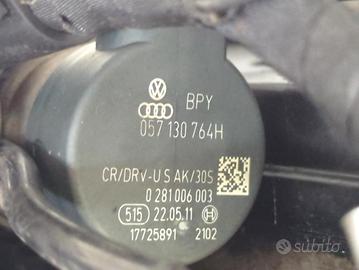 BPY
057 130 764H
CR/DRV-U S AK/30S
0 281 006 003
515 22.05.11
17725891 2102
subito